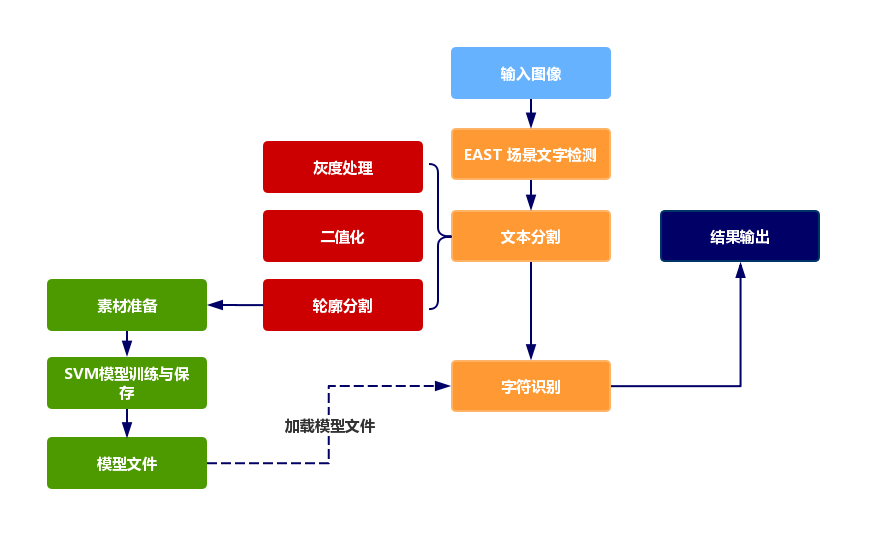 输入图像
EAST 场景文字检测
灰度处理
二值化
文本分割
结果输出
轮廓分割
素材准备
SVM模型训练与保
存
字符识别
加载模型文件
模型文件